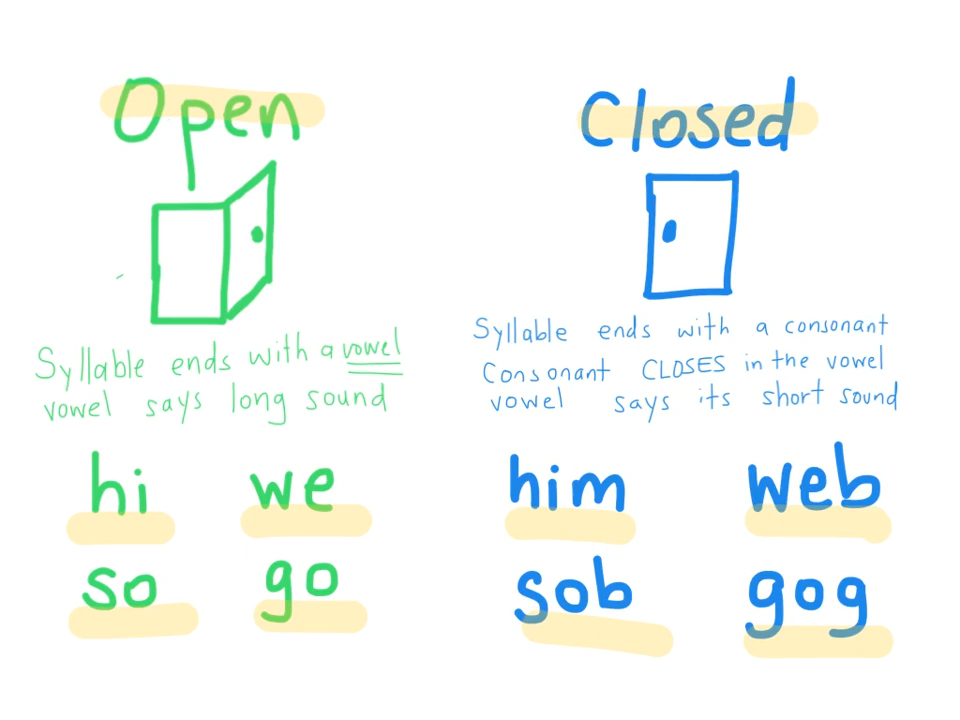 Open
Syllable ends with a vowel
vowel says long sound
hi we
so go
Closed
Syllable ends with a consonant
Consonant CLOSES in the vowel
vowel says its short sound
him web
sob gog